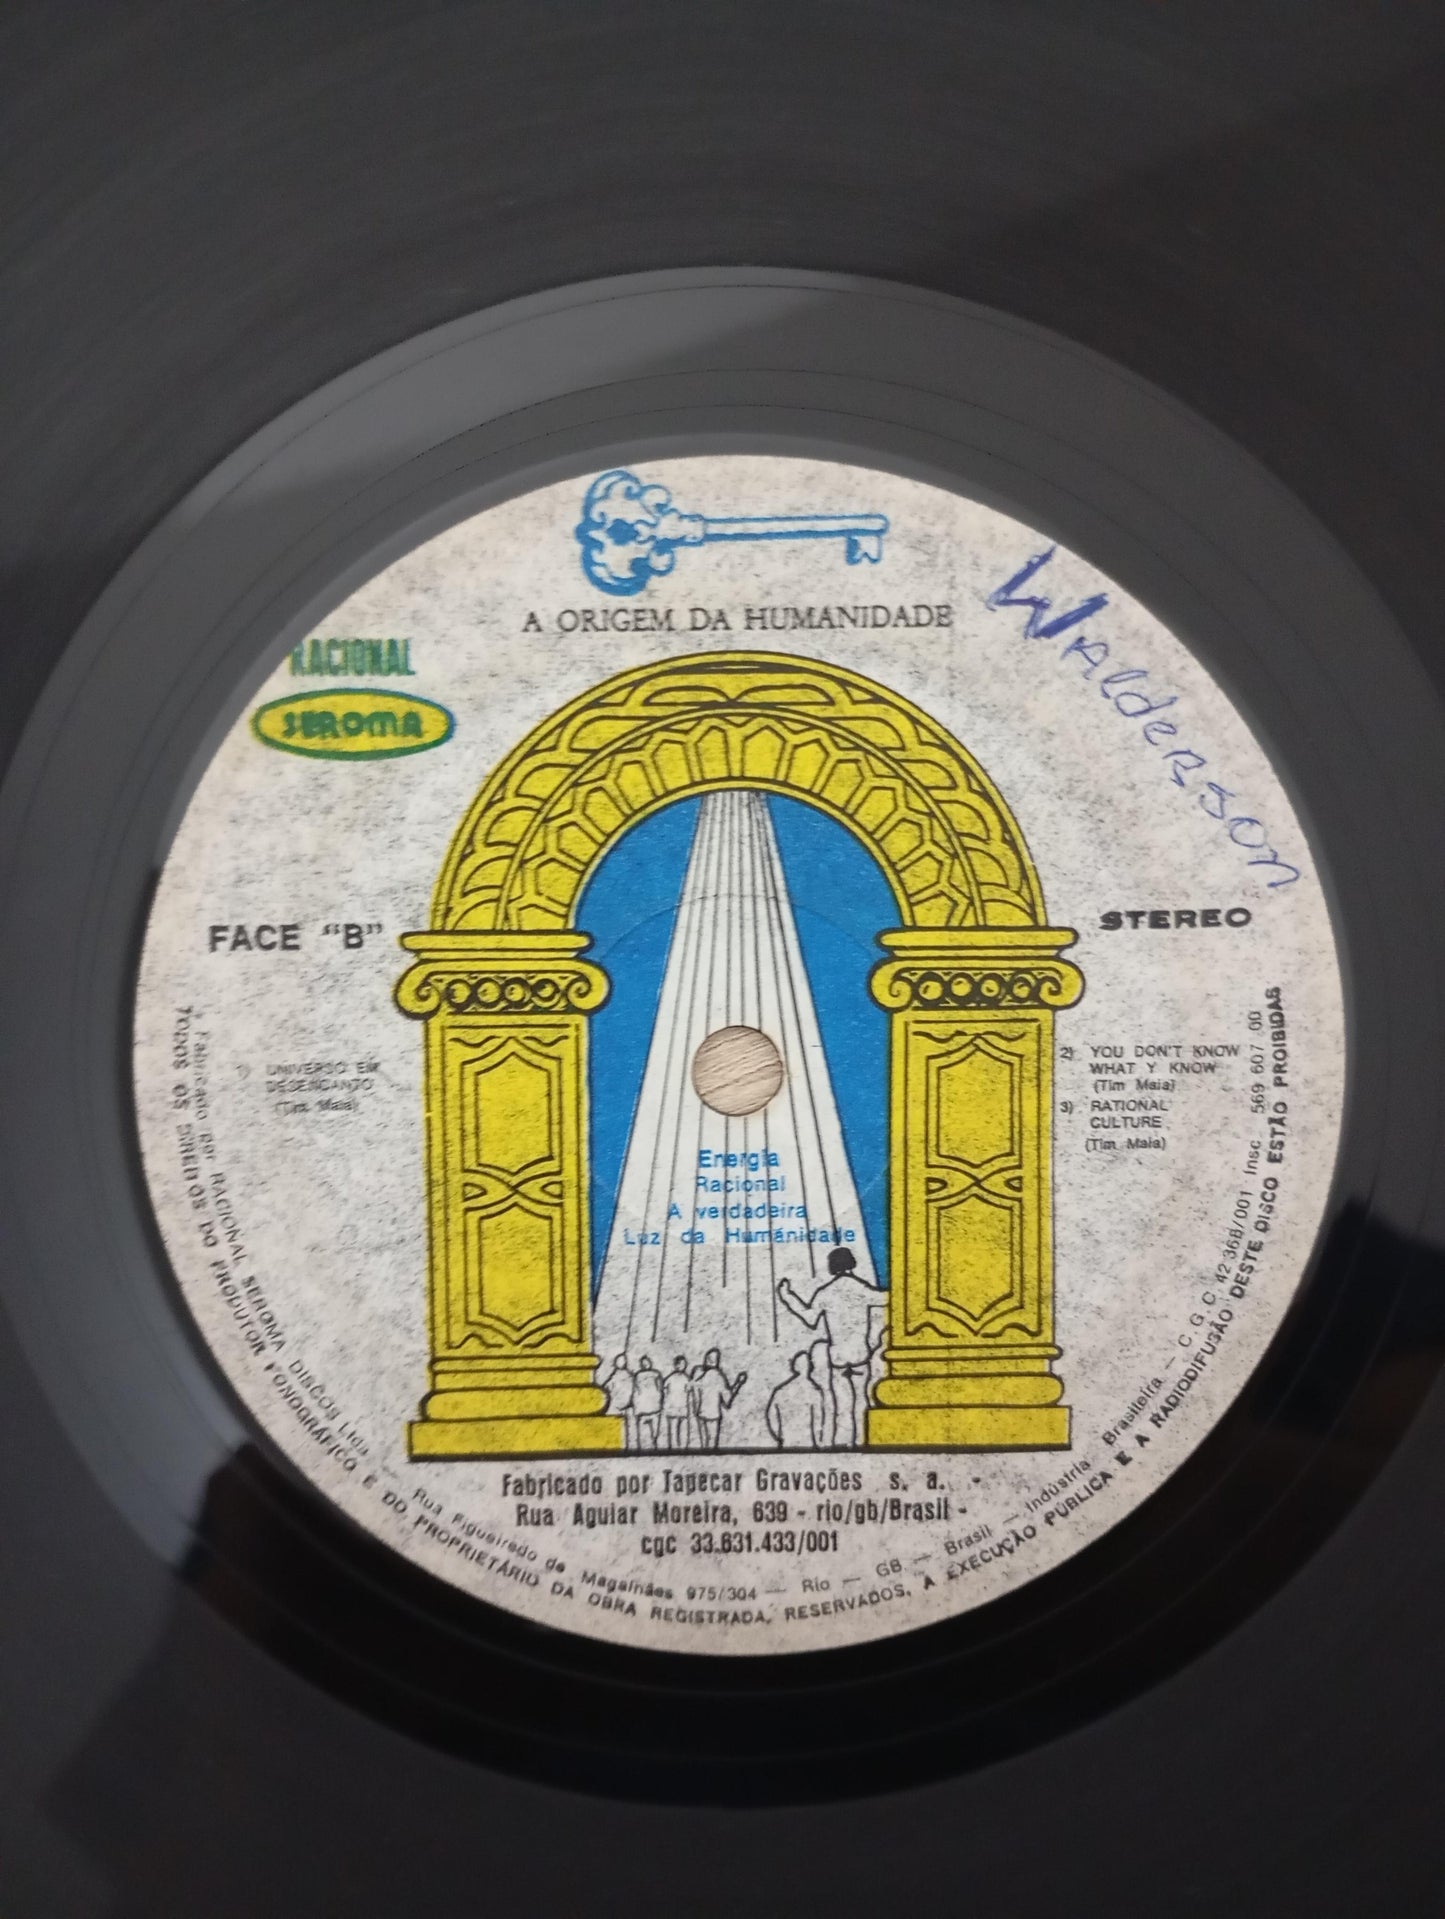 A ORIGEM DA HUMANIDADE
Walderson
RACIONAL
SEROMA
FACE "B"
STEREO
1) UNIVERSO EM
DESENCANTO
(Tim Maia)
2) YOU DON'T KNOW
WHAT Y KNOW
(Tim Maia)
3) RATIONAL
CULTURE
(Tim Maia)
Energia
Racional
A verdadeira
Luz da Humanidade
Fabricado por Tapecar Gravações s. a. -
Rua Aguiar Moreira, 639 - rio/gb/Brasil -
cgc 33.831.433/001
Fabricado por RACIONAL SEROMA DISCOS Ltda. — Rua Figueiredo de Magalhães 975/304 — Rio — GB — Brasil — Indústria Brasileira — C.G.C 42 368/001 Insc. 569 607 00
TODOS OS DIREITOS DO PRODUTOR FONOGRÁFICO E DO PROPRIETÁRIO DA OBRA REGISTRADA, RESERVADOS, A EXECUÇÃO PÚBLICA E A RADIODIFUSÃO DESTE DISCO ESTÃO PROIBIDAS